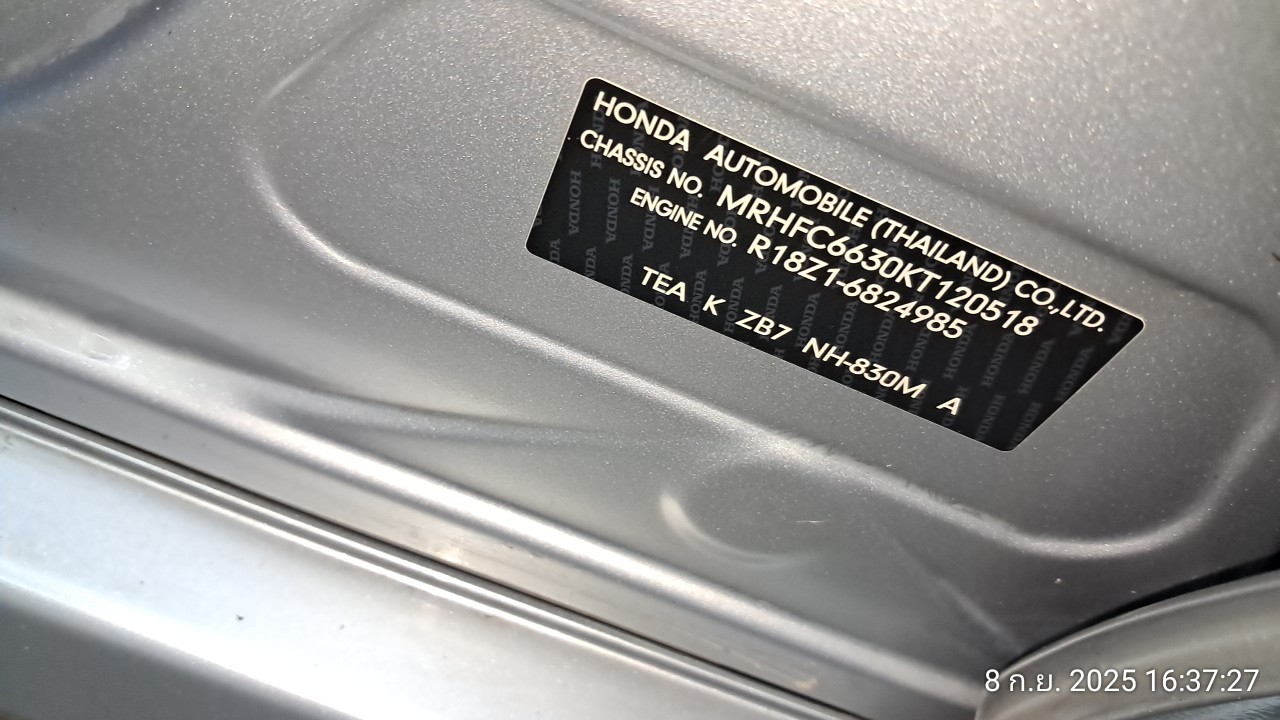 HONDA AUTOMOBILE (THAILAND) CO.,LTD.
CHASSIS NO. MRHFC6630KT120518
ENGINE NO. R18Z1-6824985
TEA K ZB7 NH-830M A
8 ก.ย. 2025 16:37:27